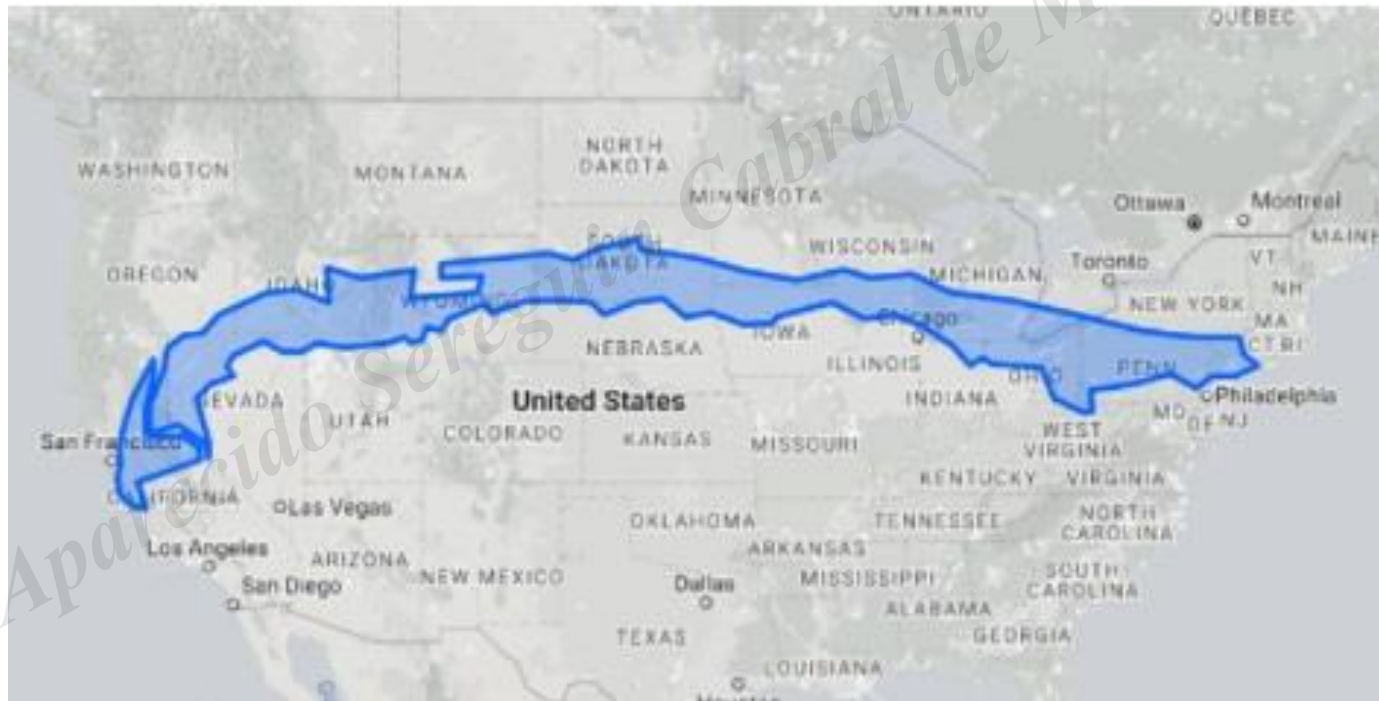 ONTARIO
QUÉBEC
WASHINGTON
MONTANA
NORTH
DAKOTA
MINNESOTA
Ottawa
Montreal
MAINE
OREGON
IDAHO
SOUTH
DAKOTA
WISCONSIN
MICHIGAN
Toronto
VT
NH
WYOMING
NEW YORK
MA
CT RI
Chicago
IOWA
NEBRASKA
ILLINOIS
OHIO
PENN
Philadelphia
NEVADA
UTAH
United States
COLORADO
KANSAS
MISSOURI
INDIANA
MD
DE NJ
WEST
VIRGINIA
San Francisco
CALIFORNIA
Las Vegas
KENTUCKY
VIRGINIA
OKLAHOMA
TENNESSEE
NORTH
CAROLINA
Los Angeles
ARIZONA
NEW MEXICO
ARKANSAS
San Diego
Dallas
MISSISSIPPI
SOUTH
CAROLINA
ALABAMA
TEXAS
GEORGIA
LOUISIANA
Houston
Aparecido Sereguin Cabral de M